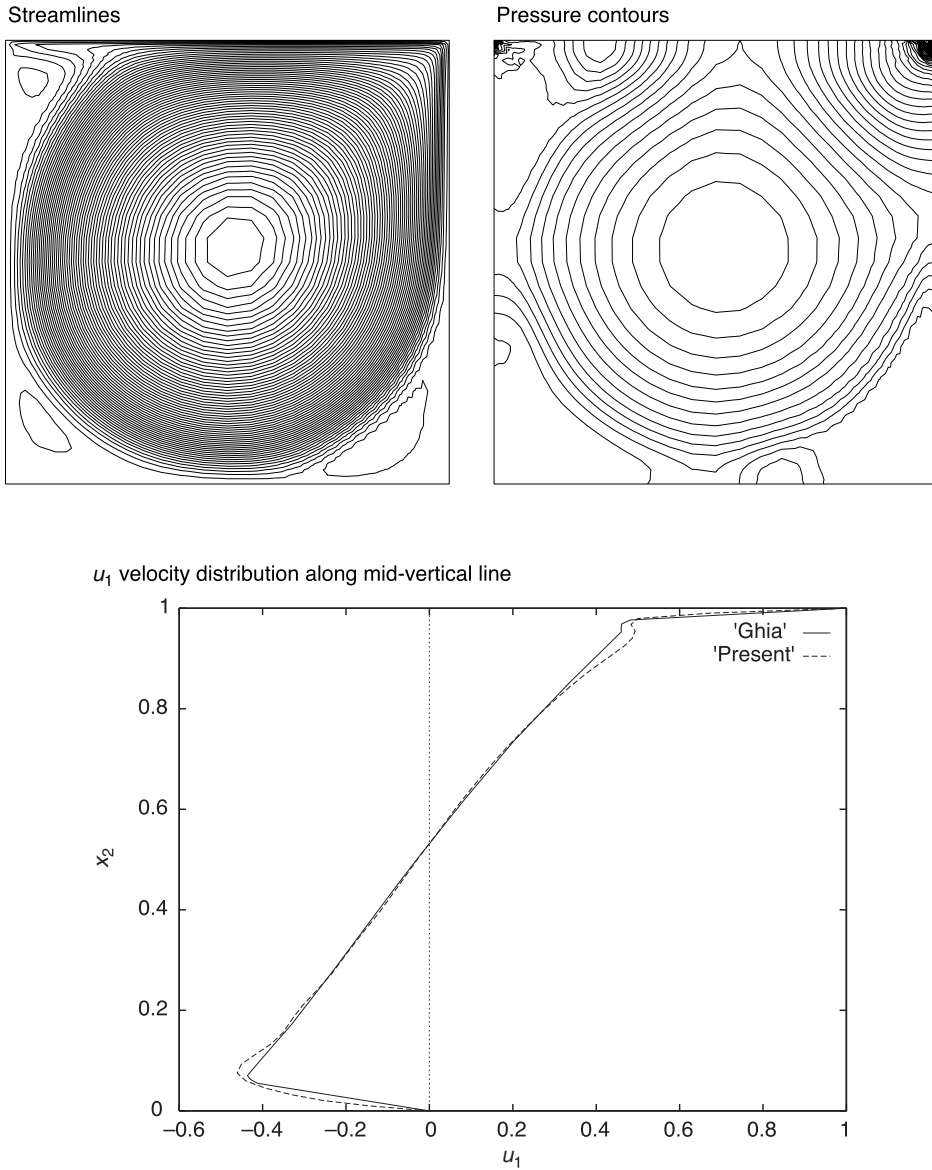 Streamlines
Pressure contours
u₁ velocity distribution along mid-vertical line
1
'Ghia'
'Present'
0.8
0.6
x₂
0.4
0.2
0
−0.6 −0.4 −0.2 0 0.2 0.4 0.6 0.8 1
u₁